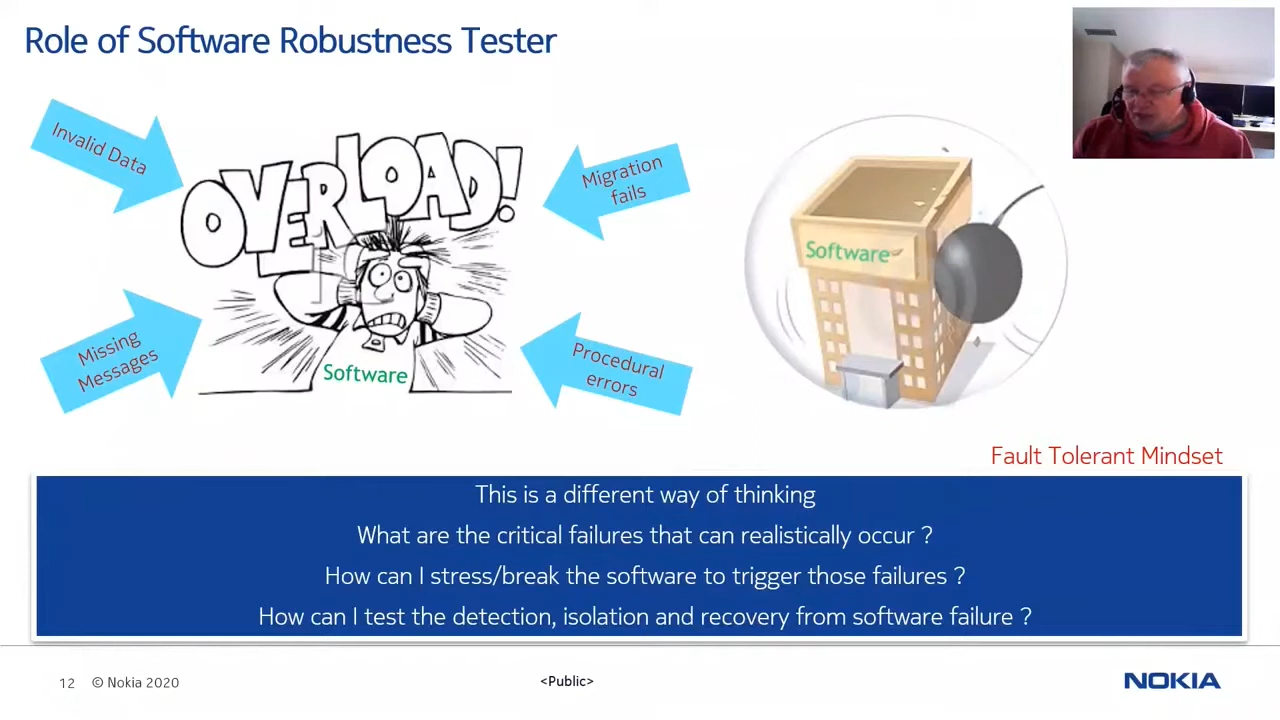 Role of Software Robustness Tester
Invalid Data
OVERLOAD!
Migration
fails
Software
Missing
Messages
Software
Procedural
errors
Fault Tolerant Mindset
This is a different way of thinking
What are the critical failures that can realistically occur ?
How can I stress/break the software to trigger those failures ?
How can I test the detection, isolation and recovery from software failure ?
12 © Nokia 2020
<Public>
NOKIA